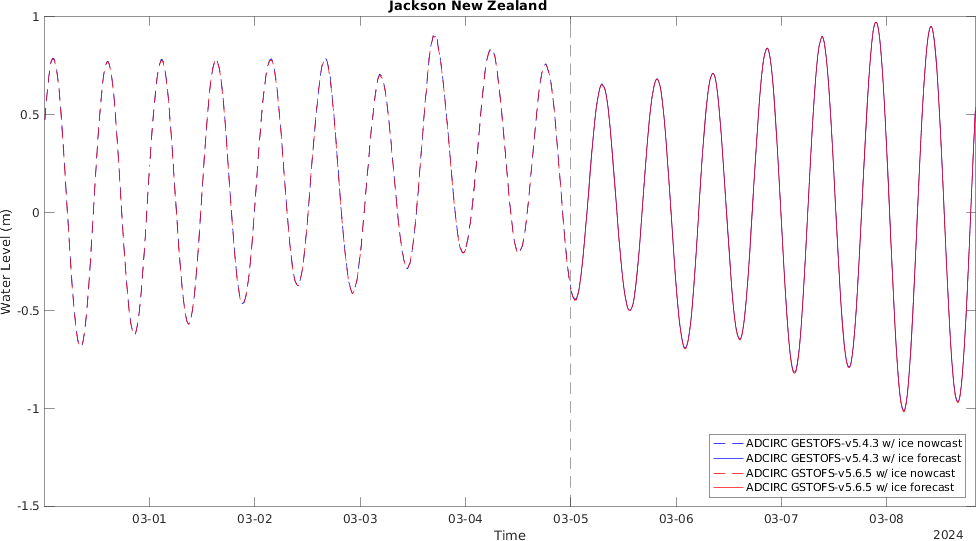 Jackson New Zealand
1
0.5
0
-0.5
-1
-1.5
Water Level (m)
ADCIRC GESTOFS-v5.4.3 w/ ice nowcast
ADCIRC GESTOFS-v5.4.3 w/ ice forecast
ADCIRC GSTOFS-v5.6.5 w/ ice nowcast
ADCIRC GSTOFS-v5.6.5 w/ ice forecast
03-01 03-02 03-03 03-04 03-05 03-06 03-07 03-08
Time
2024